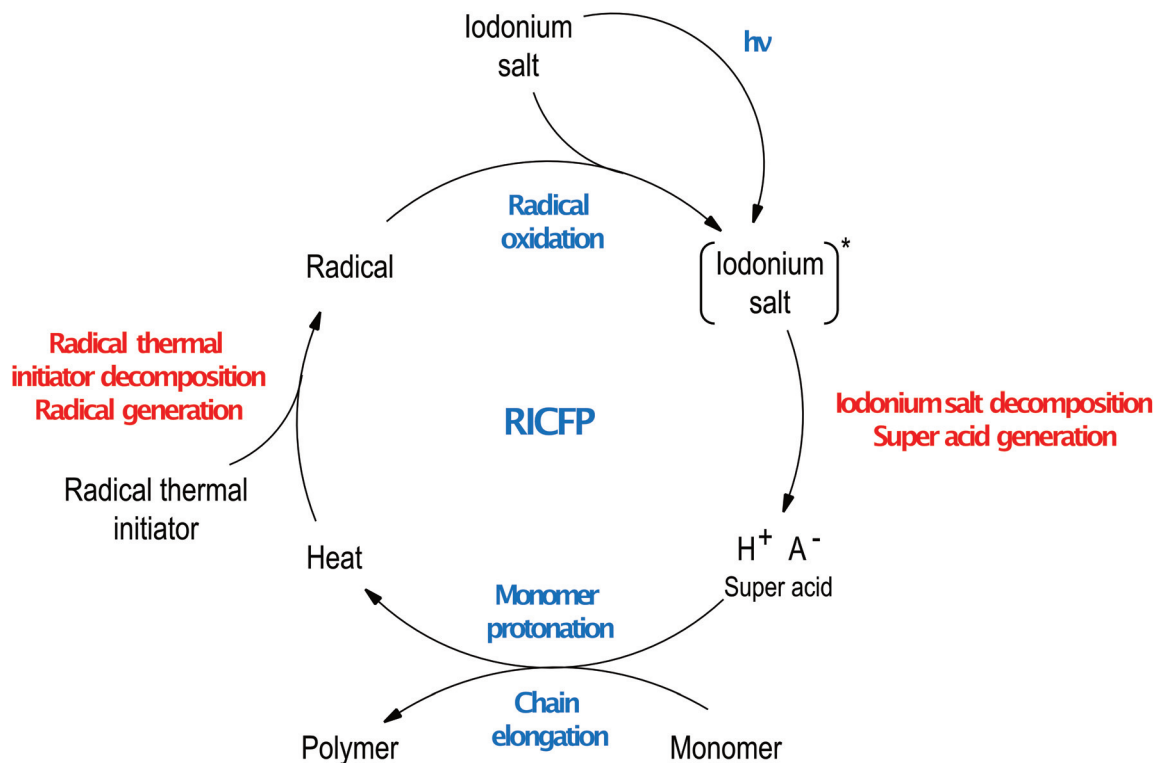 Iodonium
salt
hν
Radical
oxidation
Radical
[Iodonium
salt]*
Radical thermal
initiator decomposition
Radical generation
RICFP
Iodonium salt decomposition
Super acid generation
Radical thermal
initiator
Heat
H+ A-
Super acid
Monomer
protonation
Chain
elongation
Polymer
Monomer